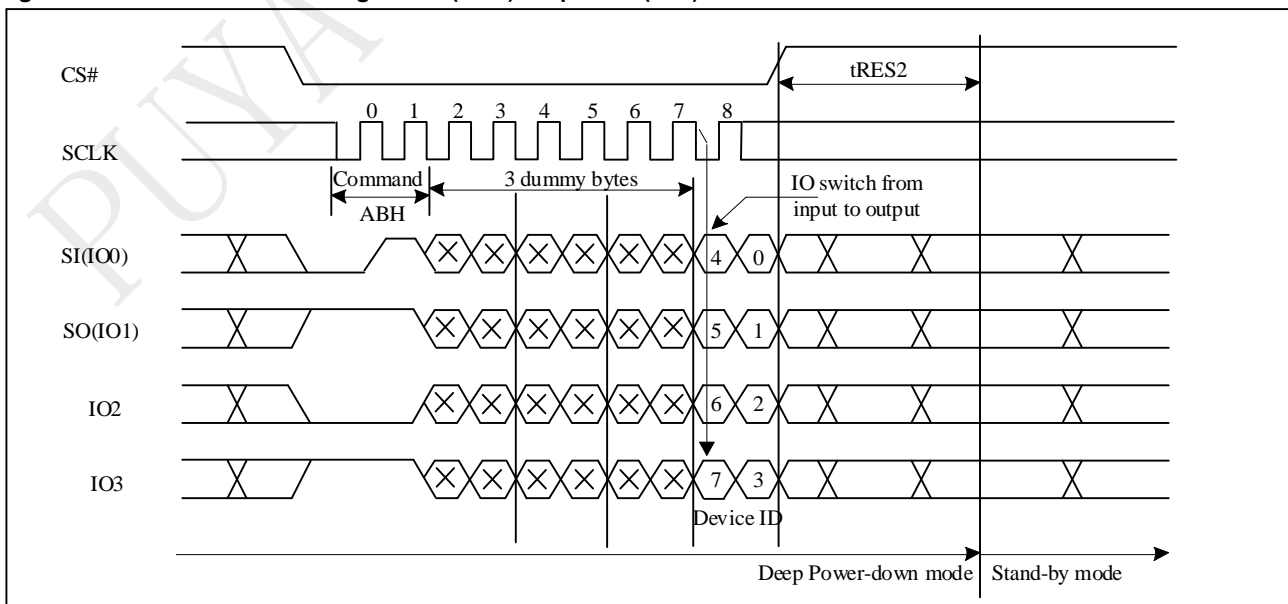 PUYA
CS#
tRES2
0 1 2 3 4 5 6 7 8
SCLK
Command
ABH
3 dummy bytes
IO switch from
input to output
SI(IO0)
4 0
SO(IO1)
5 1
IO2
6 2
IO3
7 3
Device ID
Deep Power-down mode
Stand-by mode